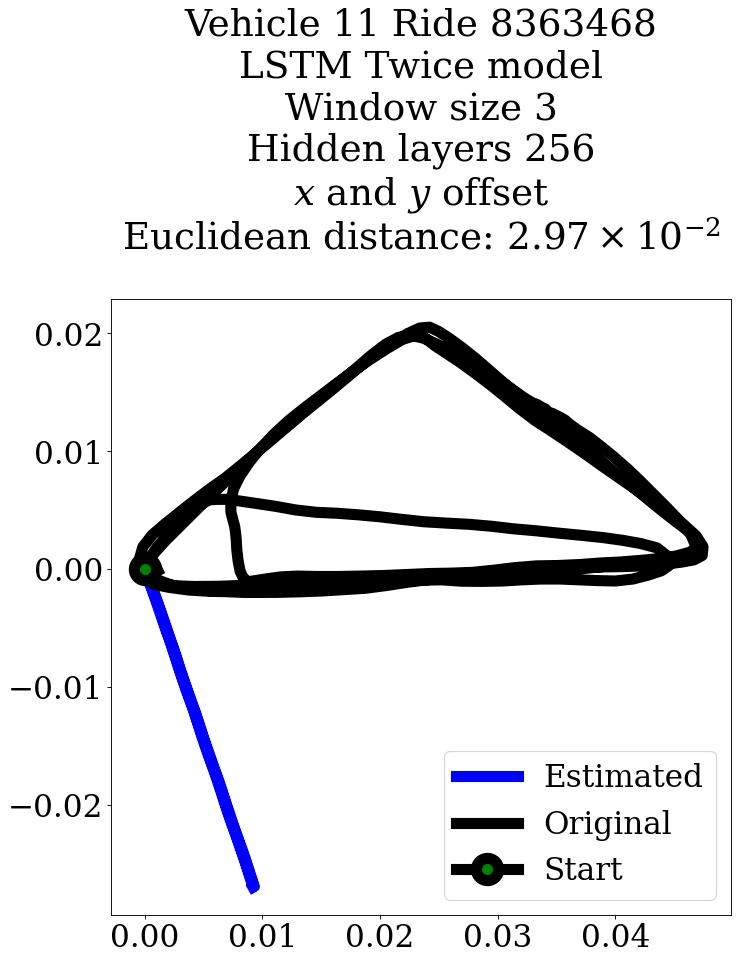 Vehicle 11 Ride 8363468
LSTM Twice model
Window size 3
Hidden layers 256
x and y offset
Euclidean distance: 2.97 × 10⁻²
0.02
0.01
0.00
−0.01
−0.02
Estimated
Original
Start
0.00 0.01 0.02 0.03 0.04